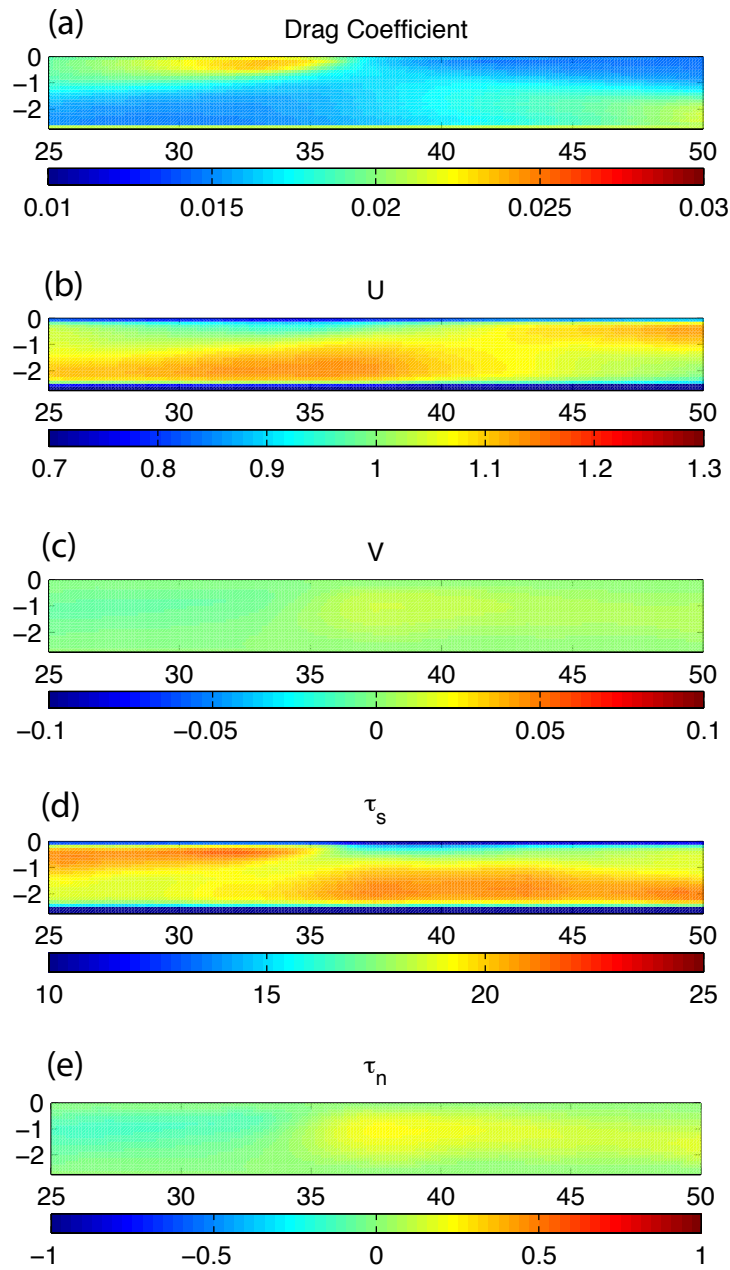 (a)
Drag Coefficient
0
−1
−2
25 30 35 40 45 50
0.01 0.015 0.02 0.025 0.03
(b)
U
0
−1
−2
25 30 35 40 45 50
0.7 0.8 0.9 1 1.1 1.2 1.3
(c)
V
0
−1
−2
25 30 35 40 45 50
−0.1 −0.05 0 0.05 0.1
(d)
τs
0
−1
−2
25 30 35 40 45 50
10 15 20 25
(e)
τn
0
−1
−2
25 30 35 40 45 50
−1 −0.5 0 0.5 1